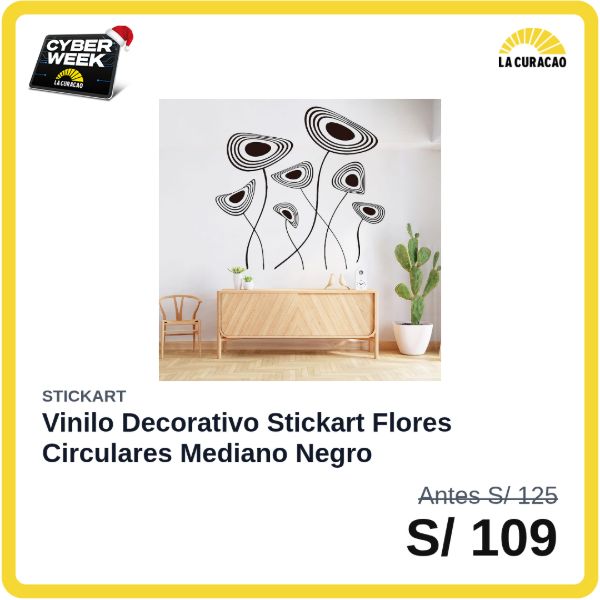 CYBER
WEEK
LA CURACAO
LA CURACAO
STICKART
Vinilo Decorativo Stickart Flores
Circulares Mediano Negro
Antes S/ 125
S/ 109